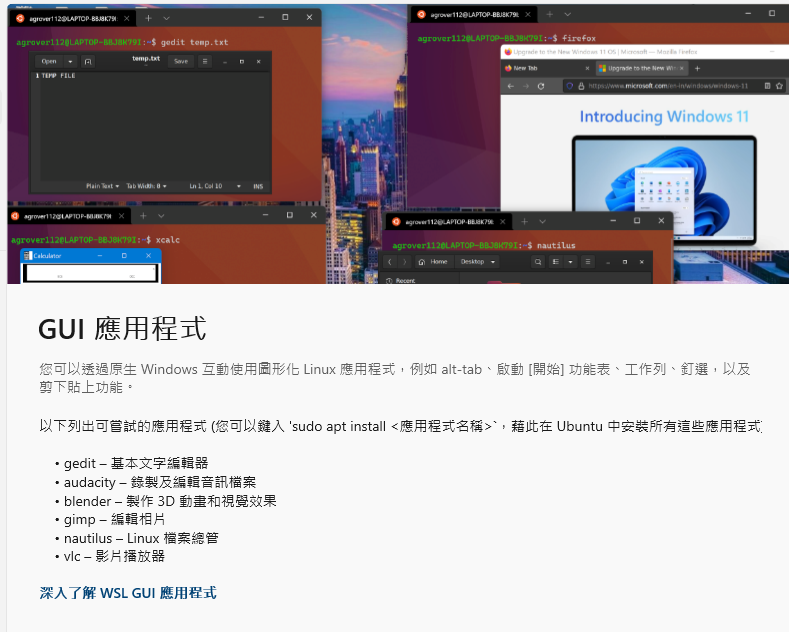 agrover112@LAPTOP-BBJ8K79I:
agrover112@LAPTOP-BBJ8K79I:~$ gedit temp.txt
Open temp.txt Save
1 TEMP FILE
Plain Text Tab Width: 8 Ln 1, Col 10 INS
agrover112@LAPTOP-BBJ8K79I:
agrover112@LAPTOP-BBJ8K79I:~$ firefox
Upgrade to the New Windows 11 OS | Microsoft — Mozilla Firefox
New Tab Upgrade to the New Win
https://www.microsoft.com/en-in/windows/windows-11
Introducing Windows 11
agrover112@LAPTOP-BBJ8K79I:
agrover112@LAPTOP-BBJ8K79I:~$ xcalc
Calculator
agrover112@LAPTOP-BBJ8K79I:
agrover112@LAPTOP-BBJ8K79I:~$ nautilus
Home Desktop
Recent
GUI 應用程式
您可以透過原生 Windows 互動使用圖形化 Linux 應用程式，例如 alt-tab、啟動 [開始] 功能表、工作列、釘選，以及
剪下貼上功能。
以下列出可嘗試的應用程式 (您可以鍵入 'sudo apt install <應用程式名稱>`，藉此在 Ubuntu 中安裝所有這些應用程式
• gedit – 基本文字編輯器
• audacity – 錄製及編輯音訊檔案
• blender – 製作 3D 動畫和視覺效果
• gimp – 編輯相片
• nautilus – Linux 檔案總管
• vlc – 影片播放器
深入了解 WSL GUI 應用程式